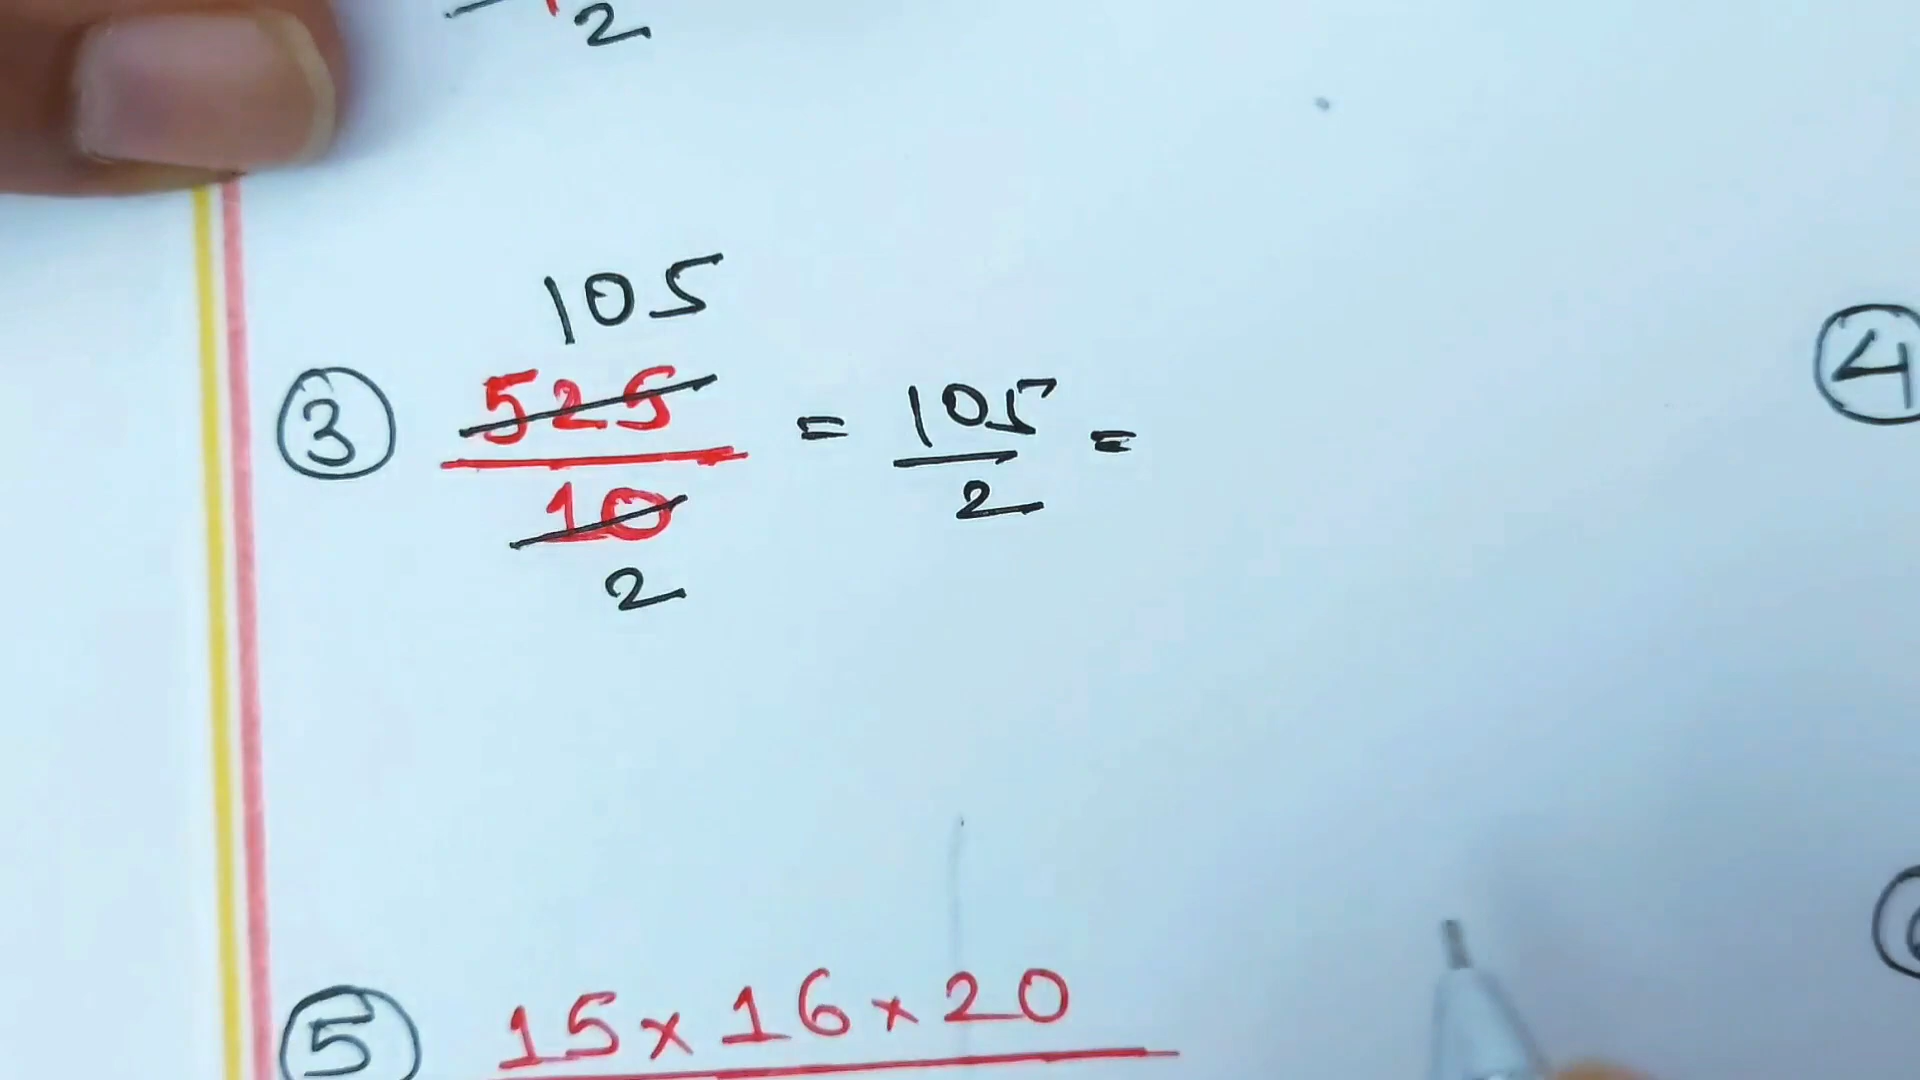 2
105
③ 525/10 = 105/2 =
2
④
⑤ 15 × 16 × 20